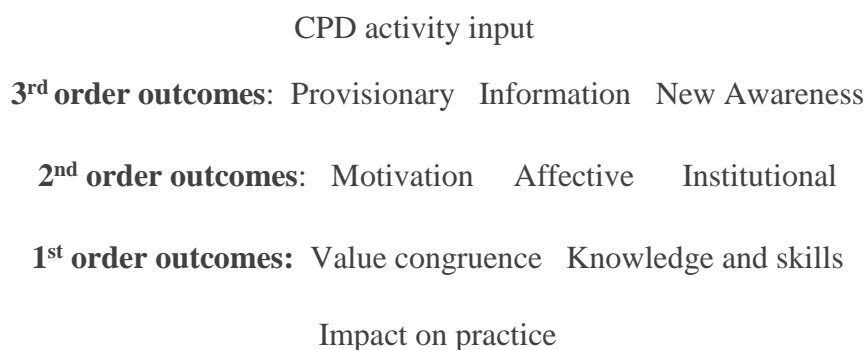 CPD activity input
3rd order outcomes: Provisionary Information New Awareness
2nd order outcomes: Motivation Affective Institutional
1st order outcomes: Value congruence Knowledge and skills
Impact on practice